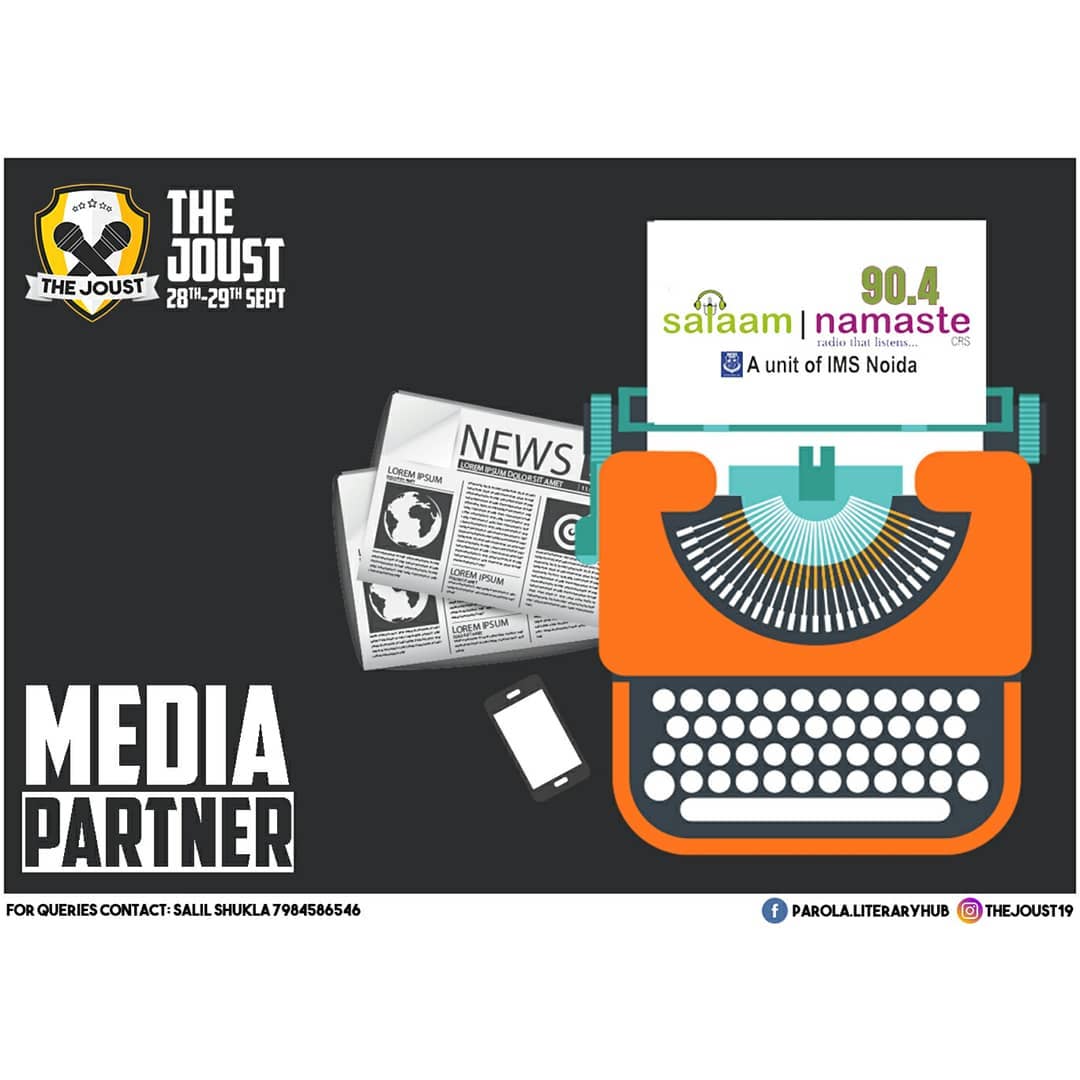 THE JOUST
THE
JOUST
28TH-29TH SEPT
90.4
salaam | namaste
radio that listens...
CRS
A unit of IMS Noida
NEWS
LOREM IPSUM DOLOR SIT AMET
LOREM IPSUM
LOREM IPSUM
LOREM IPSUM
MEDIA
PARTNER
FOR QUERIES CONTACT: SALIL SHUKLA 7984586546
PAROLA.LITERARYHUB
THEJOUST19